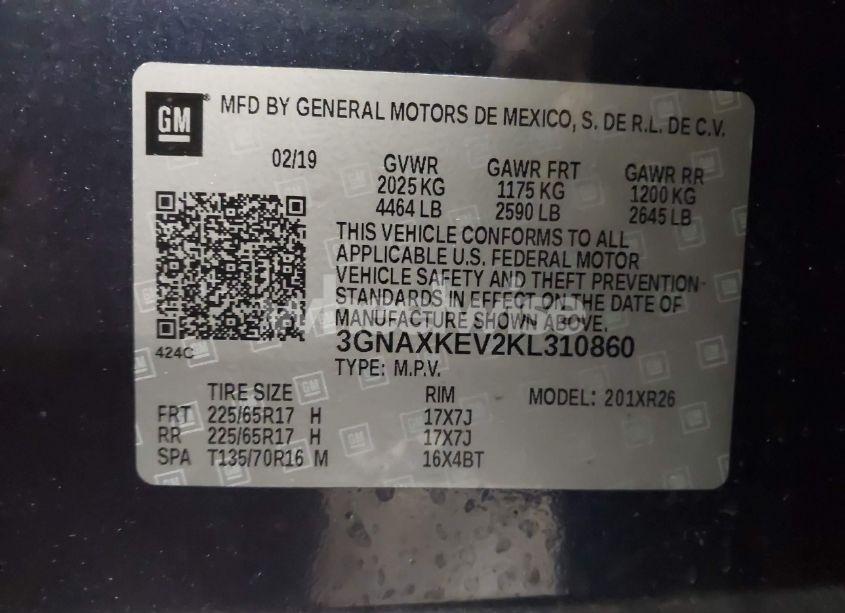 GM
MFD BY GENERAL MOTORS DE MEXICO, S. DE R.L. DE C.V.
02/19 GVWR GAWR FRT GAWR RR
2025 KG 1175 KG 1200 KG
4464 LB 2590 LB 2645 LB
THIS VEHICLE CONFORMS TO ALL
APPLICABLE U.S. FEDERAL MOTOR
VEHICLE SAFETY AND THEFT PREVENTION
STANDARDS IN EFFECT ON THE DATE OF
MANUFACTURE SHOWN ABOVE.
424C
3GNAXKEV2KL310860
TYPE: M.P.V.
TIRE SIZE RIM MODEL: 201XR26
FRT 225/65R17 H 17X7J
RR 225/65R17 H 17X7J
SPA T135/70R16 M 16X4BT